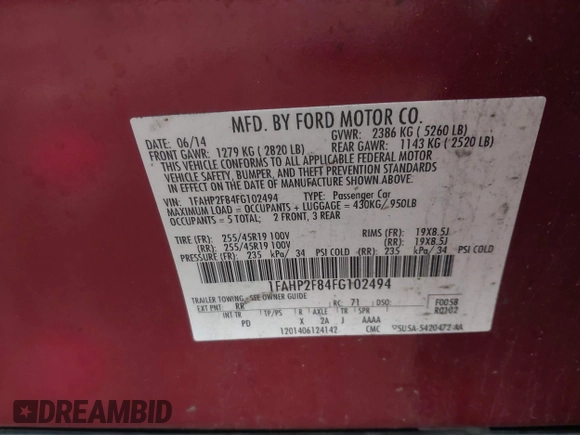 MFD. BY FORD MOTOR CO.
DATE: 06/14 GVWR: 2386 KG ( 5260 LB)
FRONT GAWR: 1279 KG ( 2820 LB) REAR GAWR: 1143 KG ( 2520 LB)
THIS VEHICLE CONFORMS TO ALL APPLICABLE FEDERAL MOTOR
VEHICLE SAFETY, BUMPER, AND THEFT PREVENTION STANDARDS
IN EFFECT ON THE DATE OF MANUFACTURE SHOWN ABOVE.
VIN: 1FAHP2F84FG102494 TYPE: Passenger Car
MAXIMUM LOAD = OCCUPANTS + LUGGAGE = 430KG/ 950LB
OCCUPANTS = 5 TOTAL: 2 FRONT, 3 REAR
TIRE (FR): 255/45R19 100V RIMS (FR): 19X8.5J
(RR): 255/45R19 100V (RR): 19X8.5J
PRESSURE (FR): 235 kPa/ 34 PSI COLD (RR): 235 kPa/ 34 PSI COLD
1FAHP2F84FG102494
TRAILER TOWING - SEE OWNER GUIDE
EXT PNT: RR RC: 71 DSO: F0058
INT TR TP/PS R AXLE TR SPR R0102
PD X 2A J AAAA
1201406124142 CMC 5U5A-5420472-AA
DREAMBID